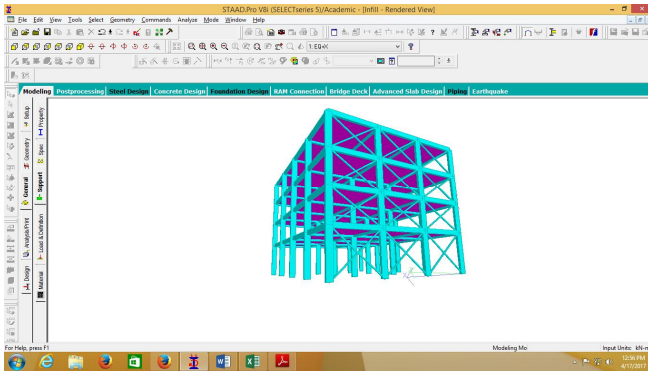 STAAD.Pro V8i (SELECTseries 5)/Academic - [Infill - Rendered View]
File Edit View Tools Select Geometry Commands Analyze Mode Window Help
1: EQ+X
Modeling Postprocessing Steel Design Concrete Design Foundation Design RAM Connection Bridge Deck Advanced Slab Design Piping Earthquake
Setup
Geometry
General
Analysis/Print
Design
Property
Spec
Support
Load & Definition
Material
For Help, press F1
Modeling Mo
Input Units: kN-m
12:56 PM
4/17/2017